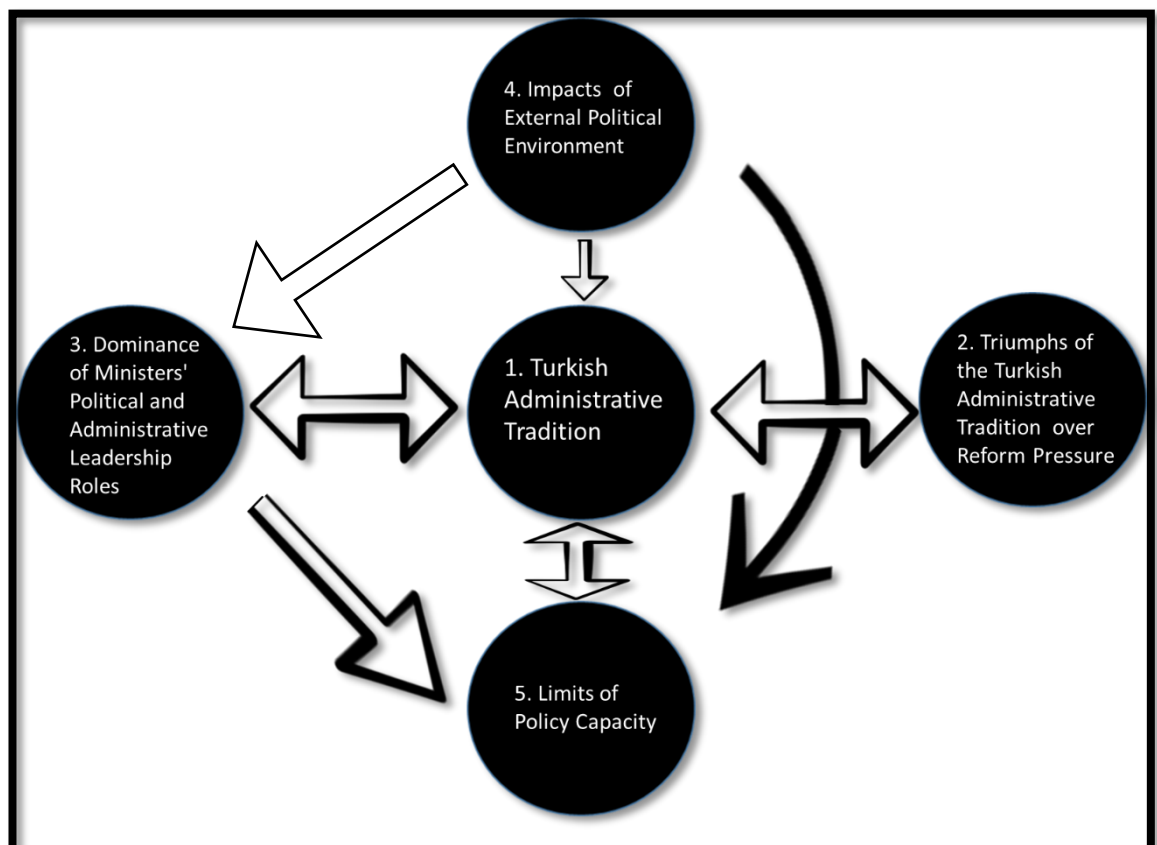 4. Impacts of
External Political
Environment
3. Dominance
of Ministers'
Political and
Administrative
Leadership
Roles
1. Turkish
Administrative
Tradition
2. Triumphs of
the Turkish
Administrative
Tradition over
Reform Pressure
5. Limits of
Policy Capacity